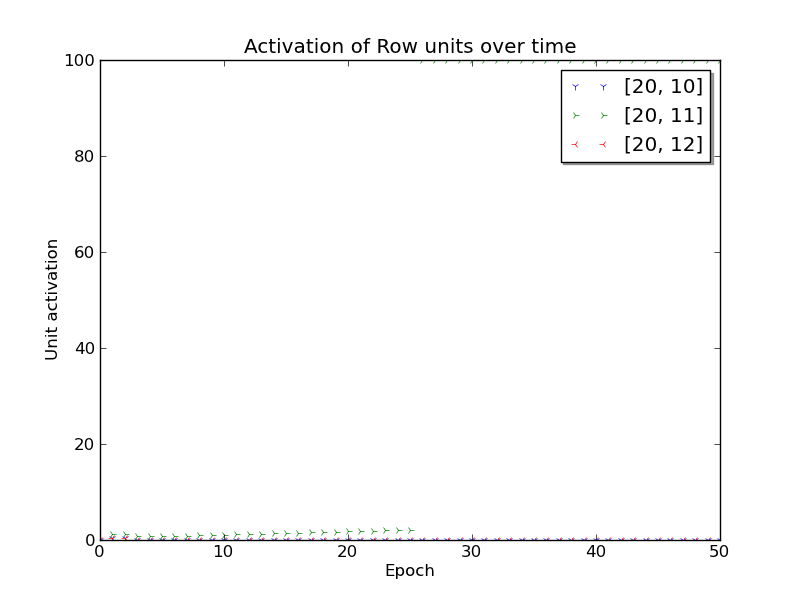 Activation of Row units over time
100
80
60
40
20
0
Unit activation
[20, 10]
[20, 11]
[20, 12]
0 10 20 30 40 50
Epoch